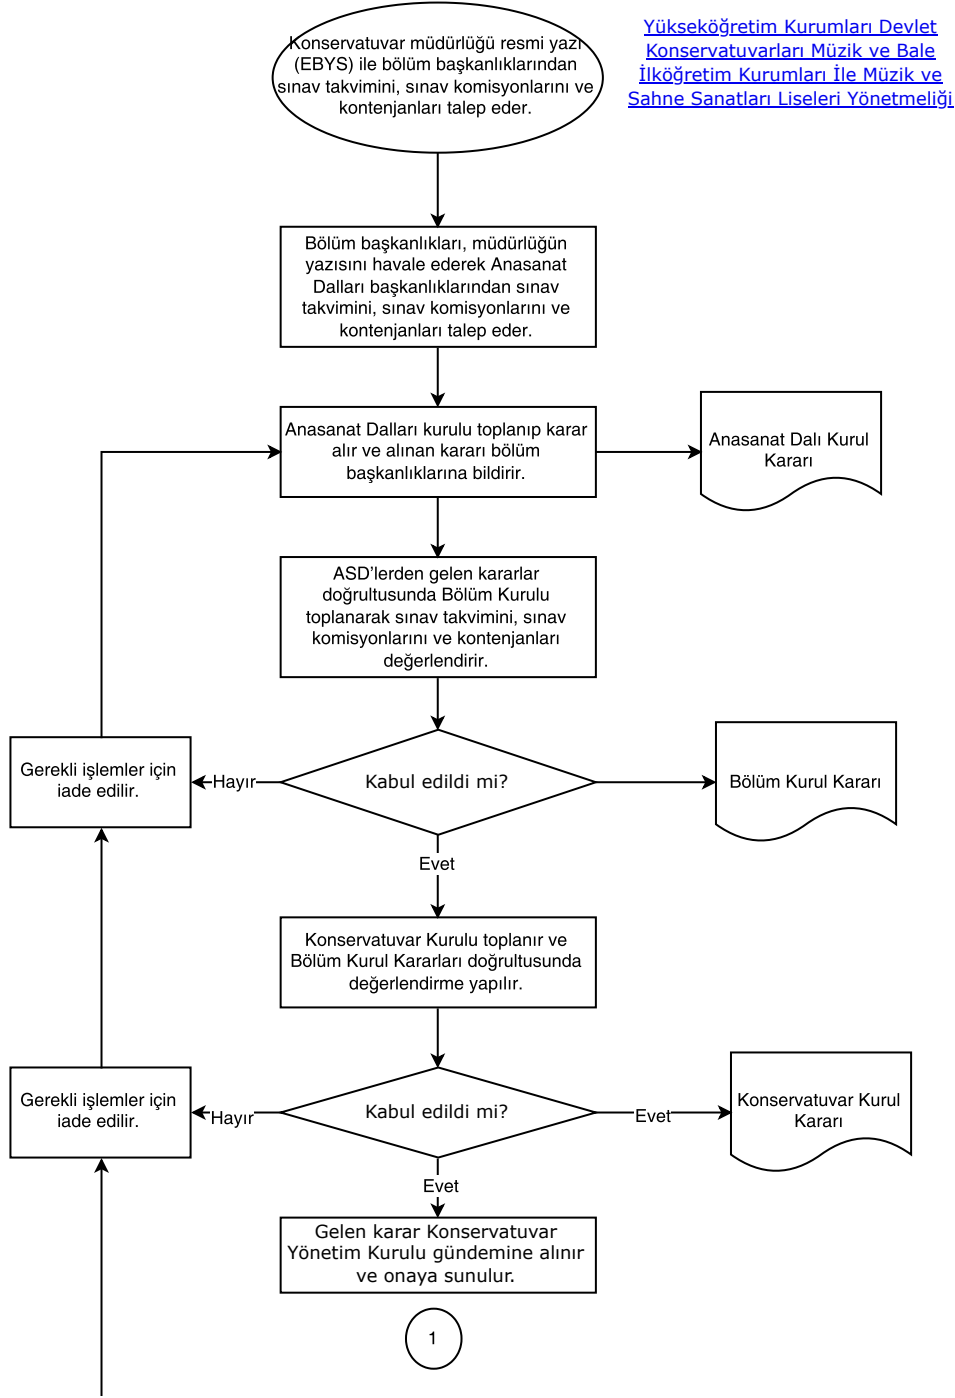 Konservatuvar müdürlüğü resmi yazı
(EBYS) ile bölüm başkanlıklarından
sınav takvimini, sınav komisyonlarını ve
kontenjanları talep eder.
Yükseköğretim Kurumları Devlet
Konservatuvarları Müzik ve Bale
İlköğretim Kurumları İle Müzik ve
Sahne Sanatları Liseleri Yönetmeliği
Bölüm başkanlıkları, müdürlüğün
yazısını havale ederek Anasanat
Dalları başkanlıklarından sınav
takvimini, sınav komisyonlarını ve
kontenjanları talep eder.
Anasanat Dalları kurulu toplanıp karar
alır ve alınan kararı bölüm
başkanlıklarına bildirir.
Anasanat Dalı Kurul
Kararı
ASD’lerden gelen kararlar
doğrultusunda Bölüm Kurulu
toplanarak sınav takvimini, sınav
komisyonlarını ve kontenjanları
değerlendirir.
Gerekli işlemler için
iade edilir.
Hayır
Kabul edildi mi?
Bölüm Kurul Kararı
Evet
Konservatuvar Kurulu toplanır ve
Bölüm Kurul Kararları doğrultusunda
değerlendirme yapılır.
Gerekli işlemler için
iade edilir.
Hayır
Kabul edildi mi?
Evet
Konservatuvar Kurul
Kararı
Evet
Gelen karar Konservatuvar
Yönetim Kurulu gündemine alınır
ve onaya sunulur.
1